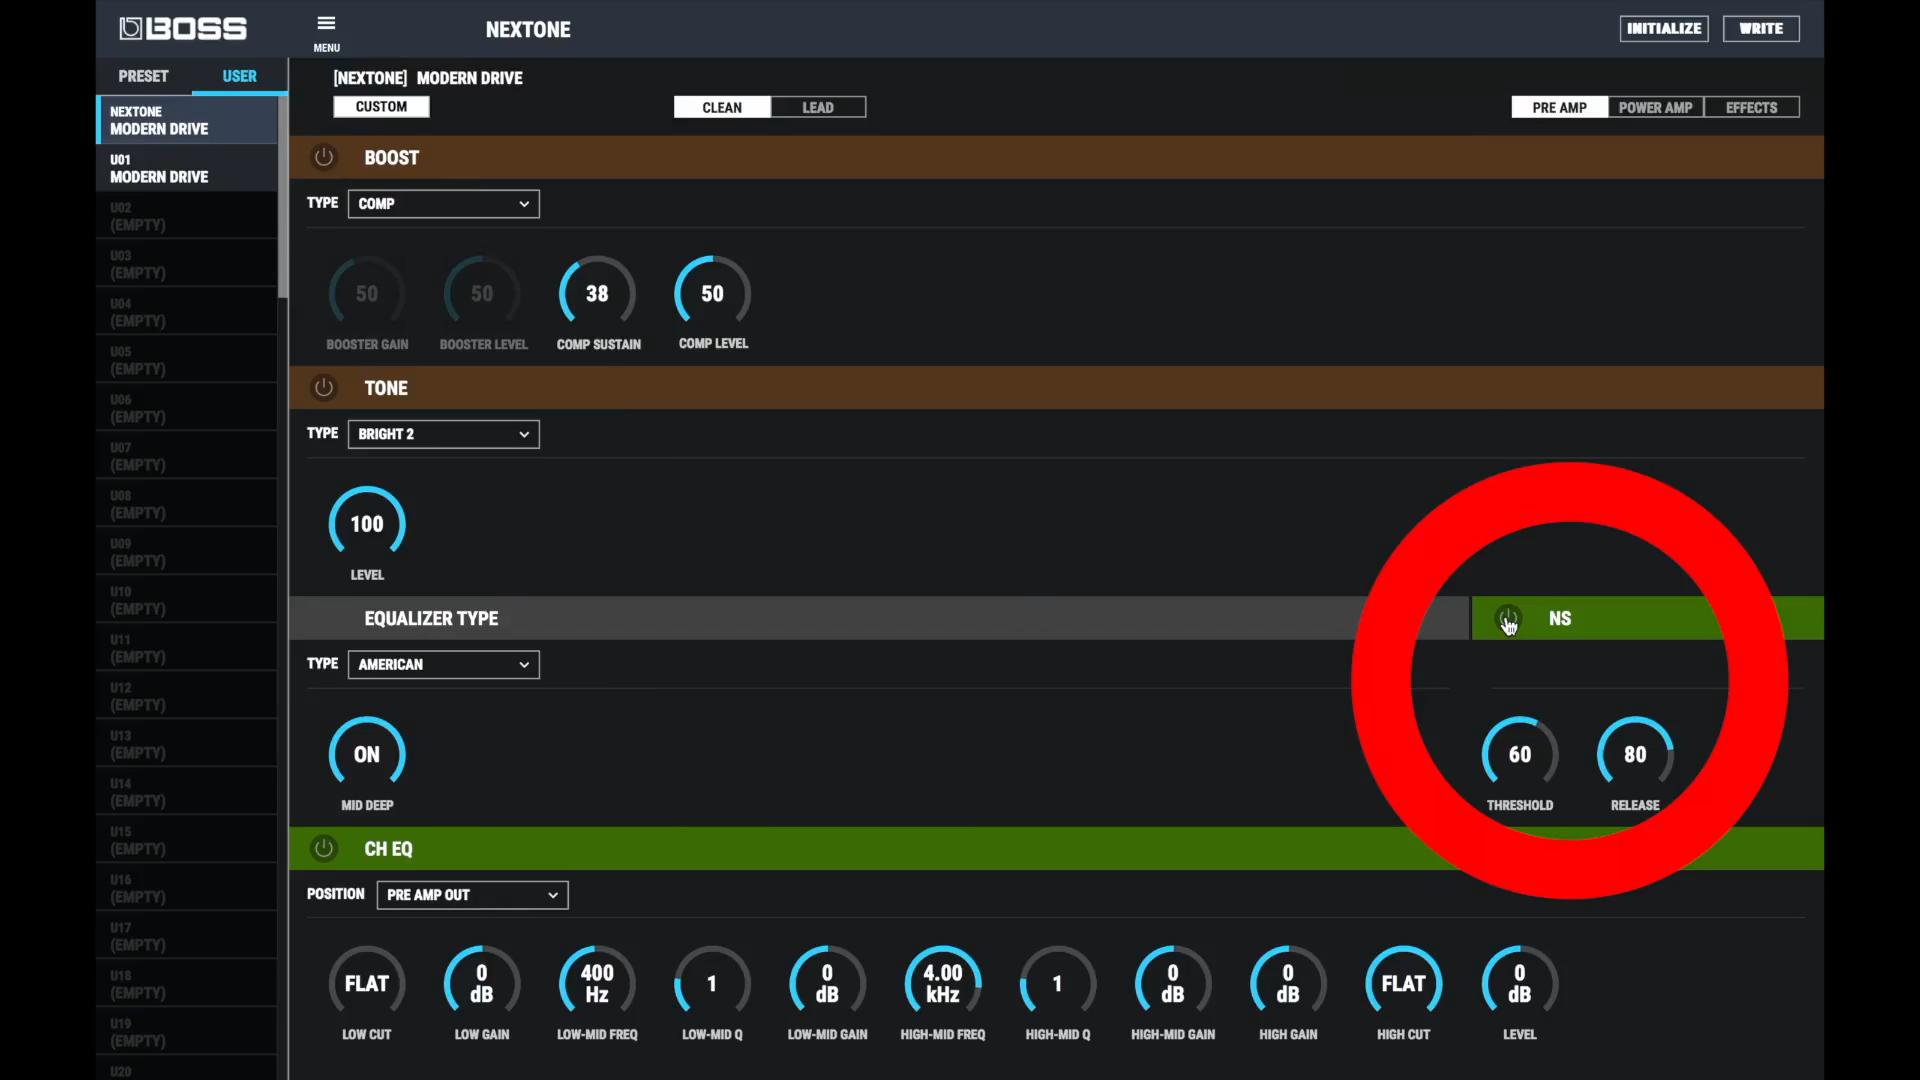 BOSS
MENU
NEXTONE
INITIALIZE
WRITE
PRESET
USER
[NEXTONE] MODERN DRIVE
CUSTOM
CLEAN
LEAD
PRE AMP
POWER AMP
EFFECTS
NEXTONE
MODERN DRIVE
U01
MODERN DRIVE
U02
(EMPTY)
U03
(EMPTY)
U04
(EMPTY)
U05
(EMPTY)
U06
(EMPTY)
U07
(EMPTY)
U08
(EMPTY)
U09
(EMPTY)
U10
(EMPTY)
U11
(EMPTY)
U12
(EMPTY)
U13
(EMPTY)
U14
(EMPTY)
U15
(EMPTY)
U16
(EMPTY)
U17
(EMPTY)
U18
(EMPTY)
U19
(EMPTY)
U20
BOOST
TYPE COMP
50
50
38
50
BOOSTER GAIN
BOOSTER LEVEL
COMP SUSTAIN
COMP LEVEL
TONE
TYPE BRIGHT 2
100
LEVEL
EQUALIZER TYPE
NS
TYPE AMERICAN
ON
60
80
MID DEEP
THRESHOLD
RELEASE
CH EQ
POSITION PRE AMP OUT
FLAT
0 dB
400 Hz
1
0 dB
4.00 kHz
1
0 dB
0 dB
FLAT
0 dB
LOW CUT
LOW GAIN
LOW-MID FREQ
LOW-MID Q
LOW-MID GAIN
HIGH-MID FREQ
HIGH-MID Q
HIGH-MID GAIN
HIGH GAIN
HIGH CUT
LEVEL